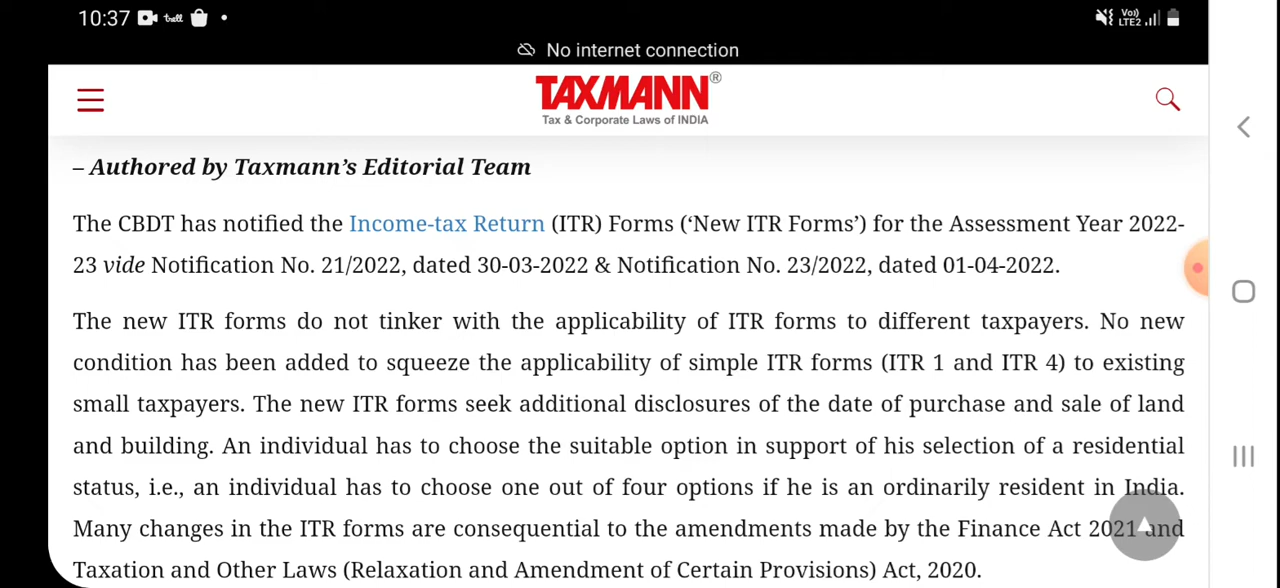 10:37 trell
Vo)) LTE2
No internet connection
TAXMANN®
Tax & Corporate Laws of INDIA
– Authored by Taxmann’s Editorial Team
The CBDT has notified the Income-tax Return (ITR) Forms (‘New ITR Forms’) for the Assessment Year 2022-
23 vide Notification No. 21/2022, dated 30-03-2022 & Notification No. 23/2022, dated 01-04-2022.
The new ITR forms do not tinker with the applicability of ITR forms to different taxpayers. No new
condition has been added to squeeze the applicability of simple ITR forms (ITR 1 and ITR 4) to existing
small taxpayers. The new ITR forms seek additional disclosures of the date of purchase and sale of land
and building. An individual has to choose the suitable option in support of his selection of a residential
status, i.e., an individual has to choose one out of four options if he is an ordinarily resident in India.
Many changes in the ITR forms are consequential to the amendments made by the Finance Act 2021 and
Taxation and Other Laws (Relaxation and Amendment of Certain Provisions) Act, 2020.